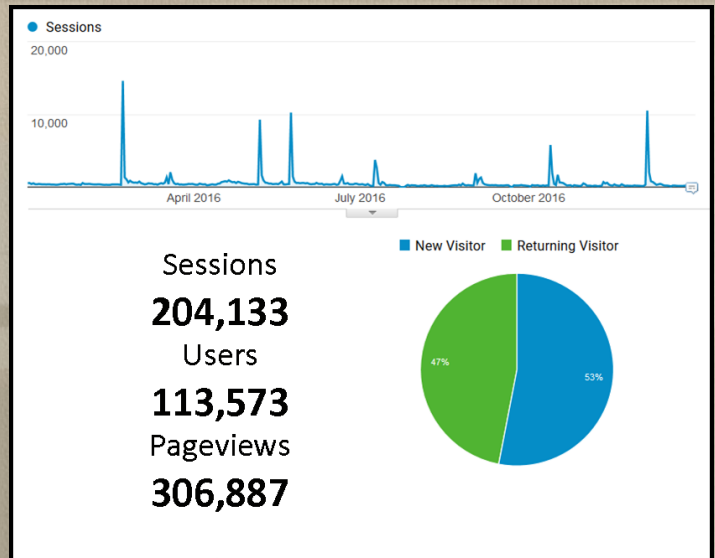 Sessions
20,000
10,000
April 2016 July 2016 October 2016
New Visitor Returning Visitor
47%
53%
Sessions
204,133
Users
113,573
Pageviews
306,887